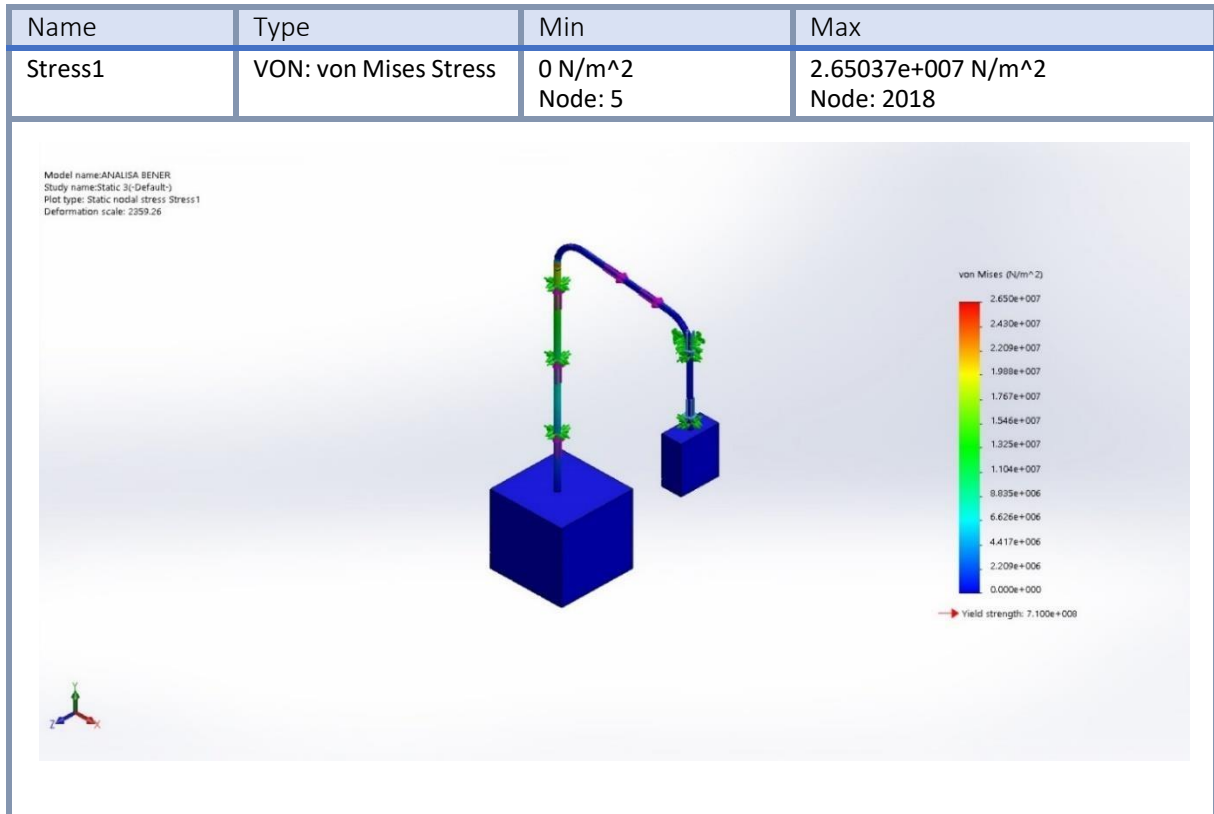 Name Type Min Max
Stress1 VON: von Mises Stress 0 N/m^2 2.65037e+007 N/m^2
Node: 5 Node: 2018
Model name:ANALISA BENER
Study name:Static 3(-Default-)
Plot type: Static nodal stress Stress1
Deformation scale: 2359.26
von Mises (N/m^2)
2.650e+007
2.430e+007
2.209e+007
1.988e+007
1.767e+007
1.546e+007
1.325e+007
1.104e+007
8.835e+006
6.626e+006
4.417e+006
2.209e+006
0.000e+000
Yield strength: 7.100e+008
Y
Z X